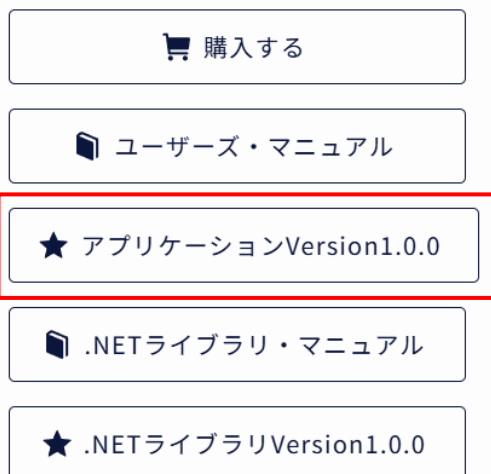 購入する
ユーザーズ・マニュアル
アプリケーションVersion1.0.0
.NETライブラリ・マニュアル
.NETライブラリVersion1.0.0